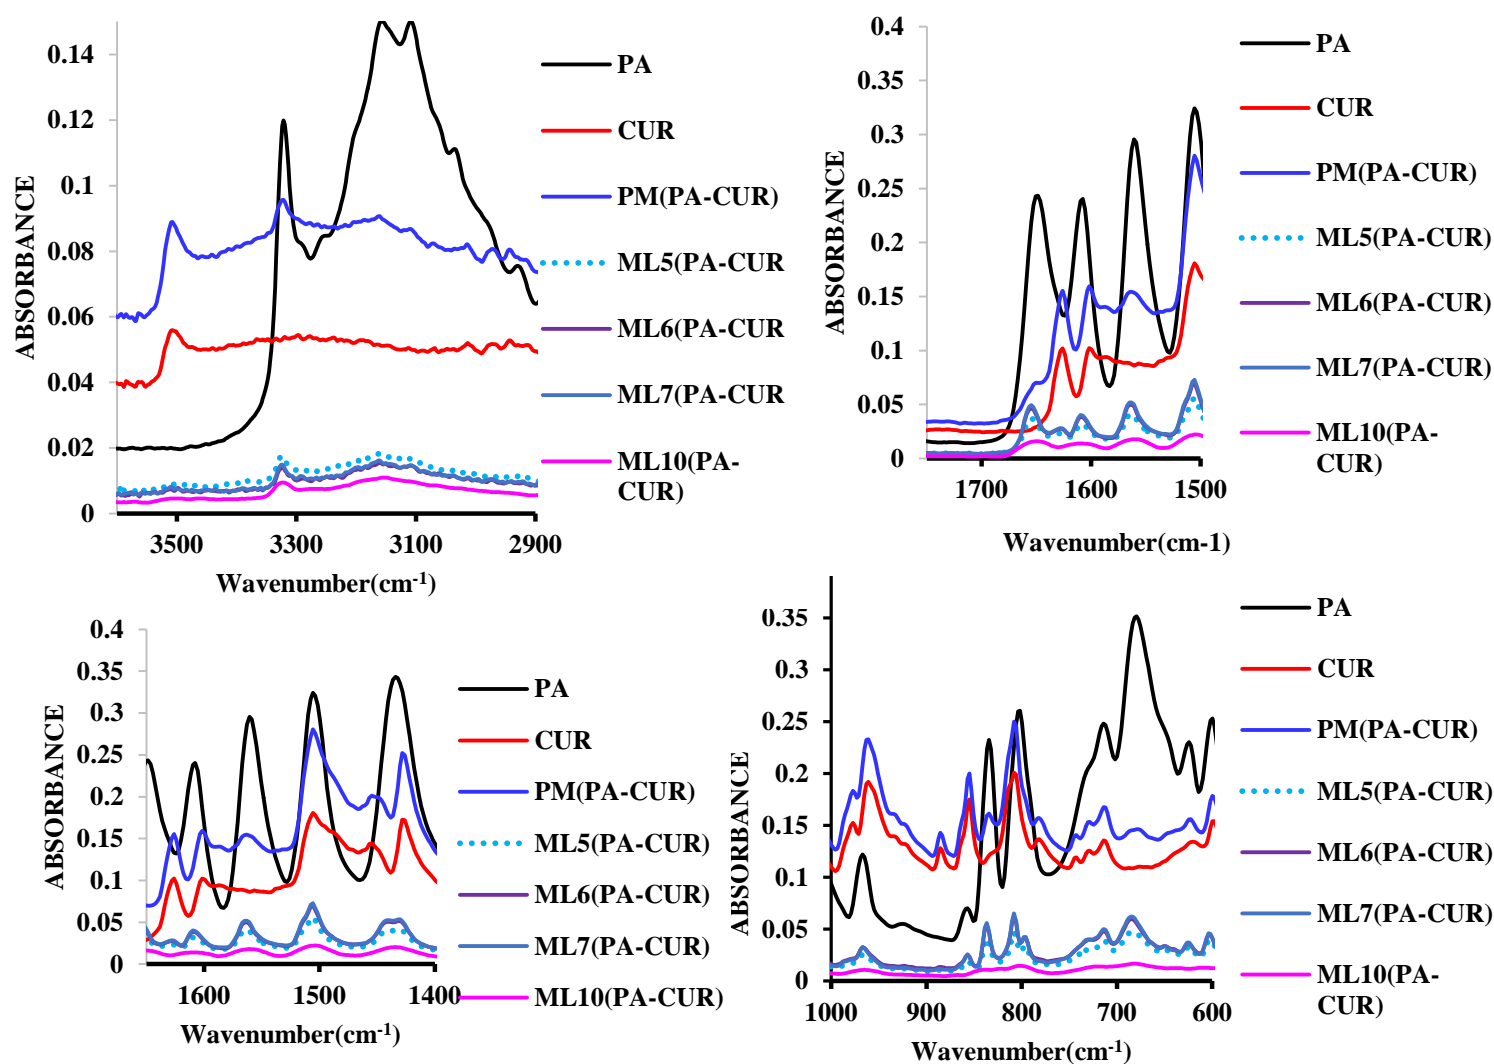 0.14
0.12
0.1
0.08
0.06
0.04
0.02
0
ABSORBANCE
3500 3300 3100 2900
Wavenumber(cm-1)
PA
CUR
PM(PA-CUR)
ML5(PA-CUR
ML6(PA-CUR
ML7(PA-CUR
ML10(PA-
CUR)
0.4
0.35
0.3
0.25
0.2
0.15
0.1
0.05
0
ABSORBANCE
1700 1600 1500
Wavenumber(cm-1)
PA
CUR
PM(PA-CUR)
ML5(PA-CUR)
ML6(PA-CUR)
ML7(PA-CUR)
ML10(PA-
CUR)
0.4
0.35
0.3
0.25
0.2
0.15
0.1
0.05
0
ABSORBANCE
1600 1500 1400
Wavenumber(cm-1)
PA
CUR
PM(PA-CUR)
ML5(PA-CUR)
ML6(PA-CUR)
ML7(PA-CUR)
ML10(PA-CUR)
0.35
0.3
0.25
0.2
0.15
0.1
0.05
0
ABSORBANCE
1000 900 800 700 600
Wavenumber(cm-1)
PA
CUR
PM(PA-CUR)
ML5(PA-CUR)
ML6(PA-CUR)
ML7(PA-CUR)
ML10(PA-
CUR)